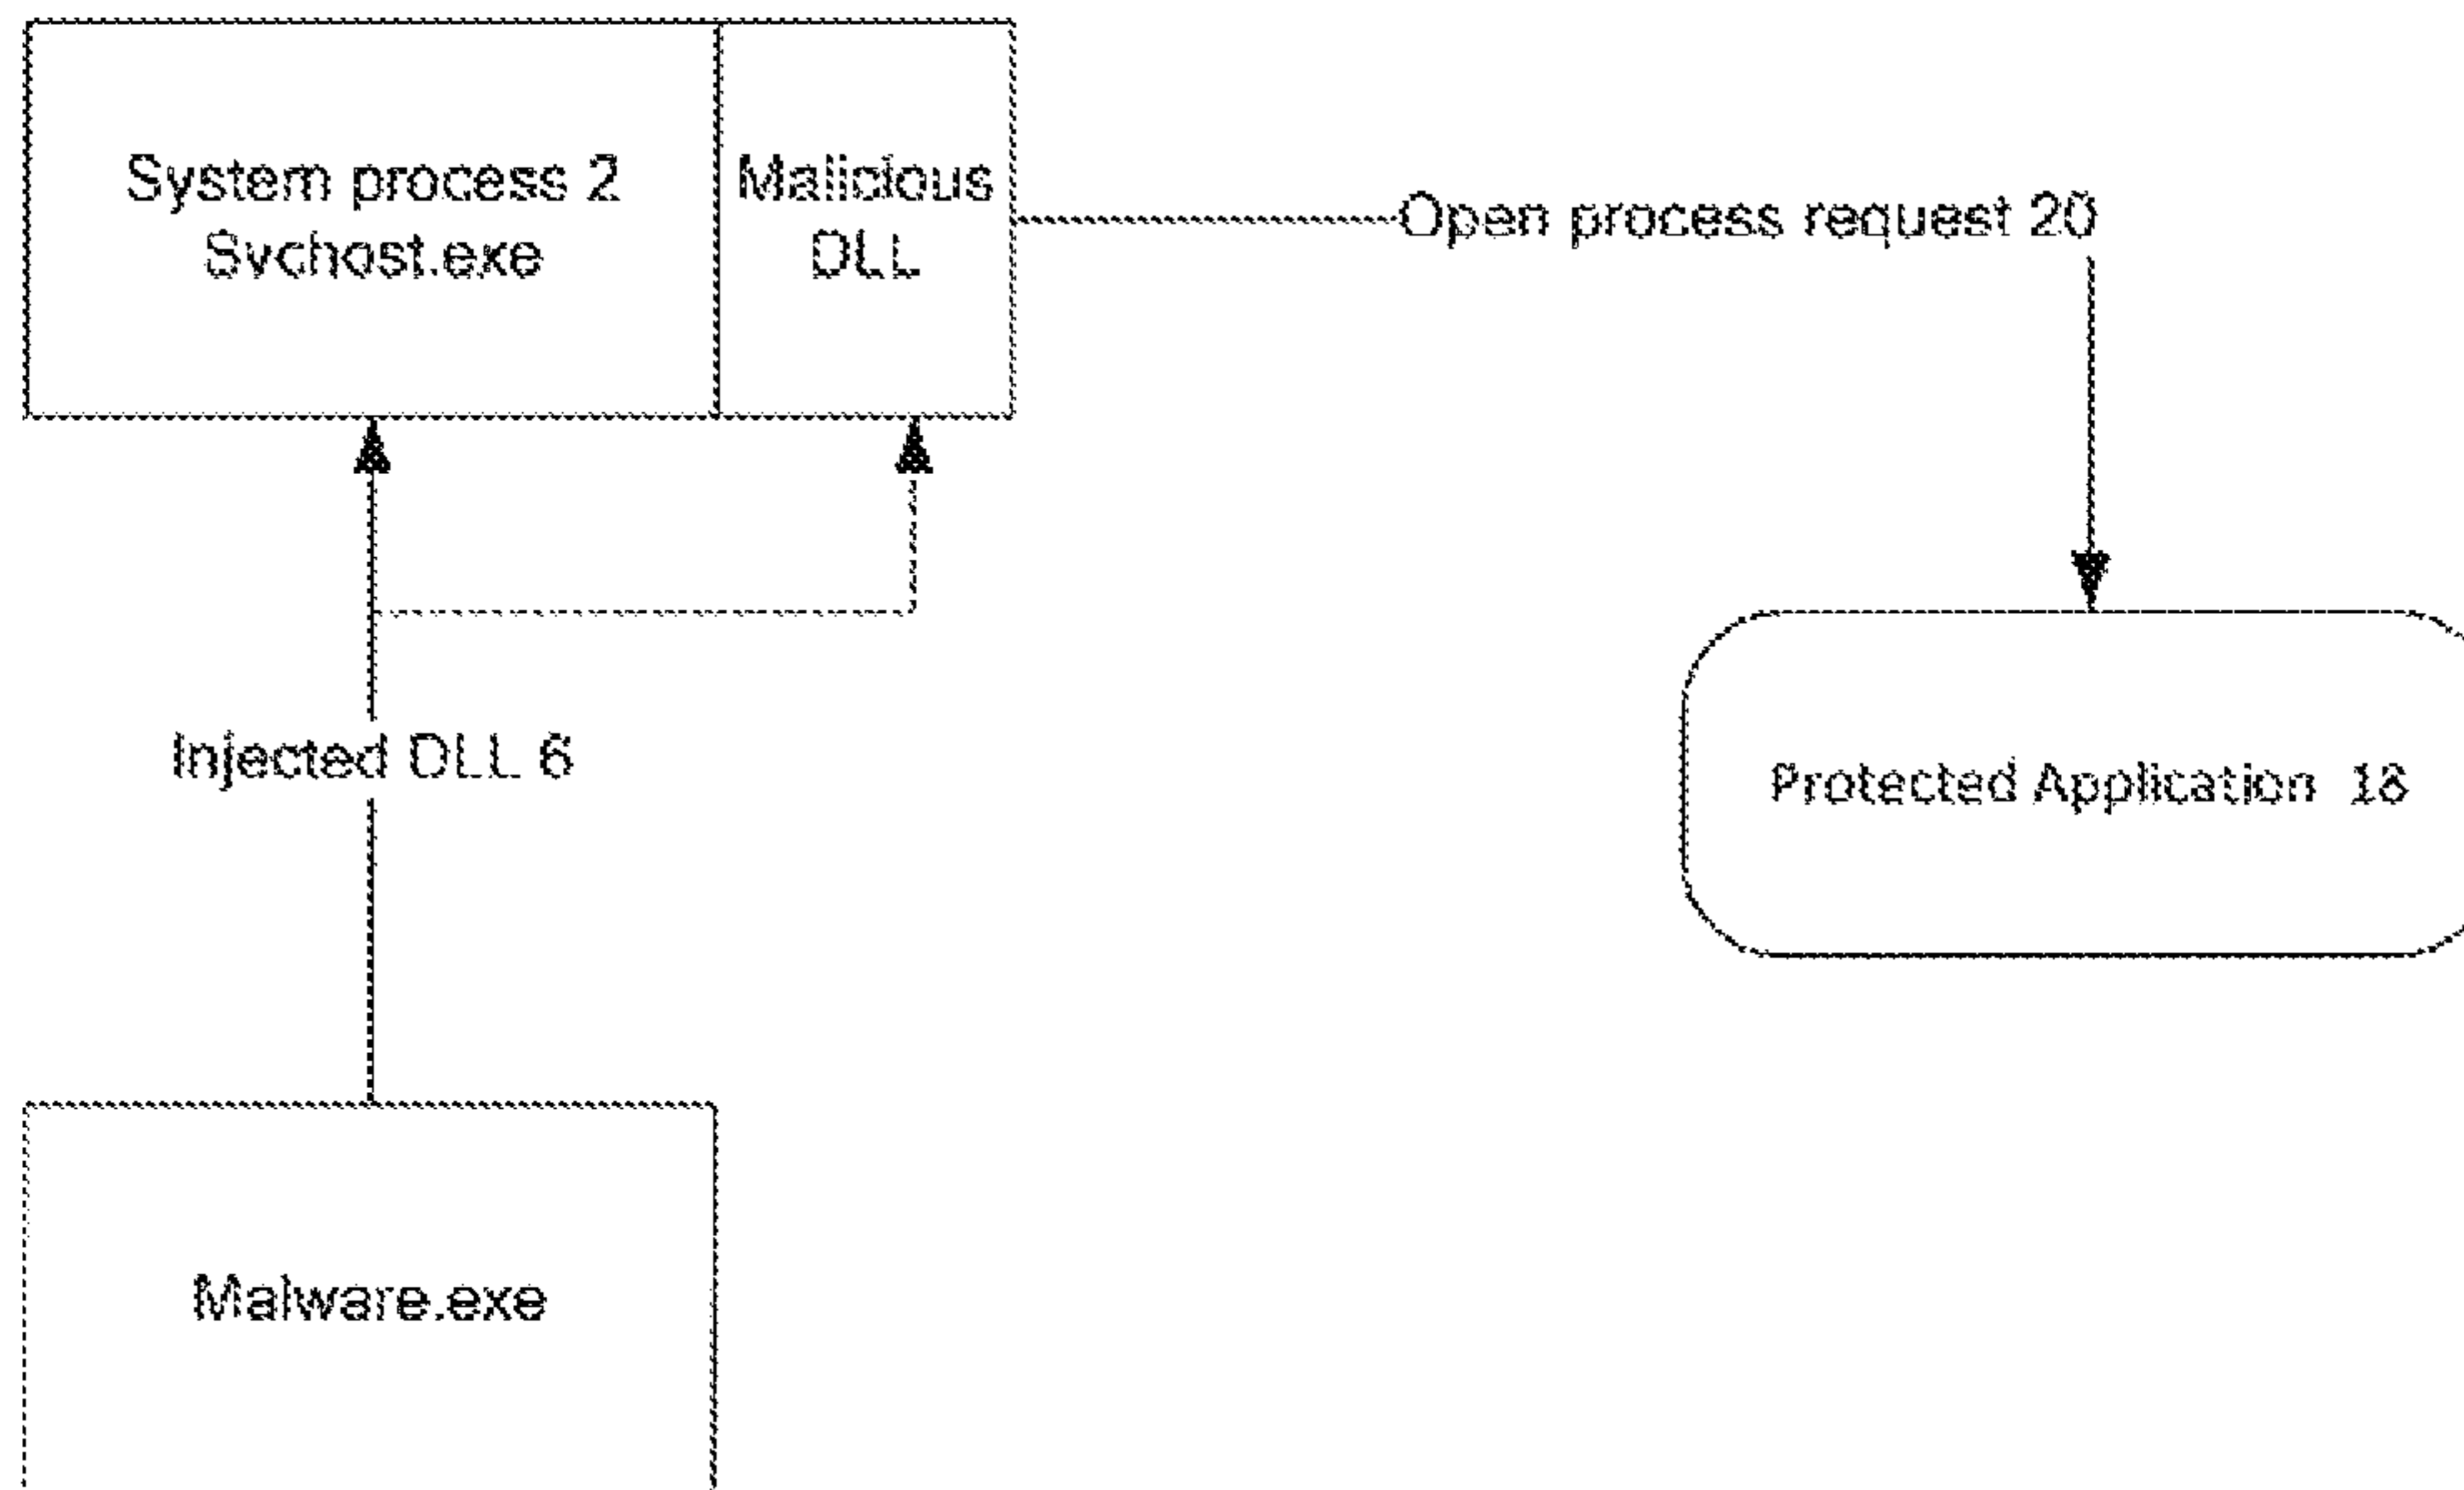 System process 2
Svchost.exe
Malicious
DLL
Open process request 20
Injected DLL 6
Protected Application 18
Malware.exe